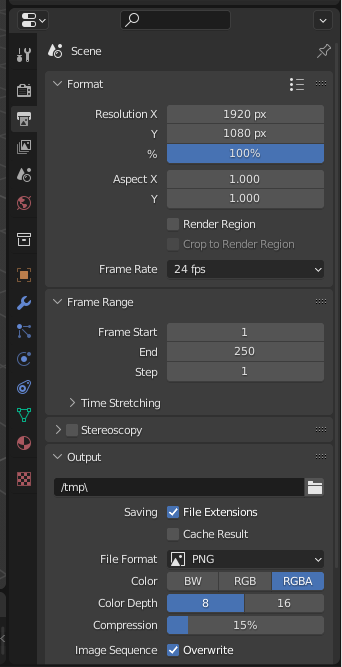 Scene
Format
Resolution X 1920 px
Y 1080 px
% 100%
Aspect X 1.000
Y 1.000
Render Region
Crop to Render Region
Frame Rate 24 fps
Frame Range
Frame Start 1
End 250
Step 1
Time Stretching
Stereoscopy
Output
/tmp\
Saving File Extensions
Cache Result
File Format PNG
Color BW RGB RGBA
Color Depth 8 16
Compression 15%
Image Sequence Overwrite